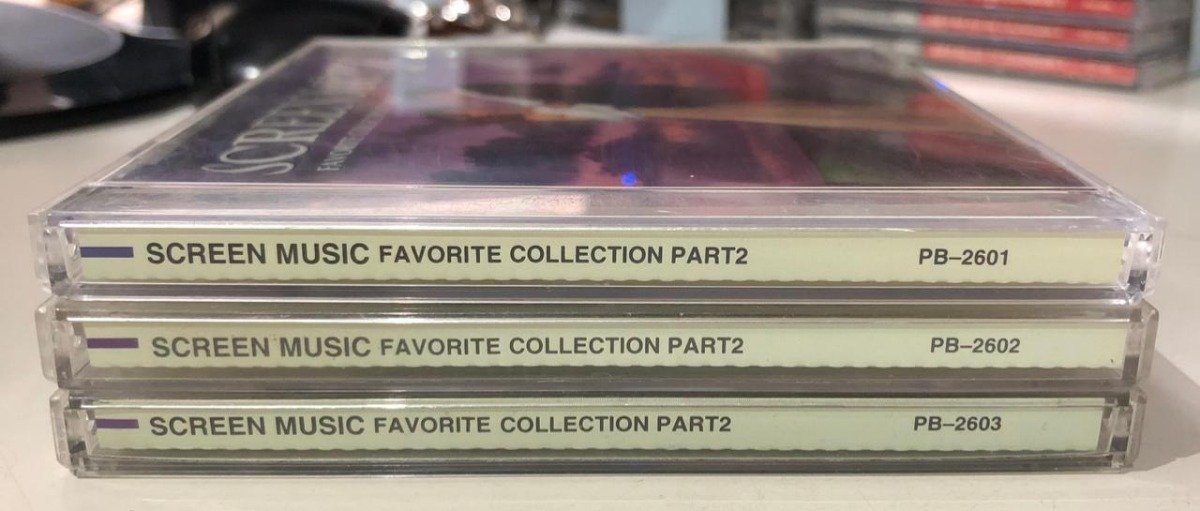 SCREEN
SCREEN MUSIC FAVORITE COLLECTION PART2 PB-2601
SCREEN MUSIC FAVORITE COLLECTION PART2 PB-2602
SCREEN MUSIC FAVORITE COLLECTION PART2 PB-2603